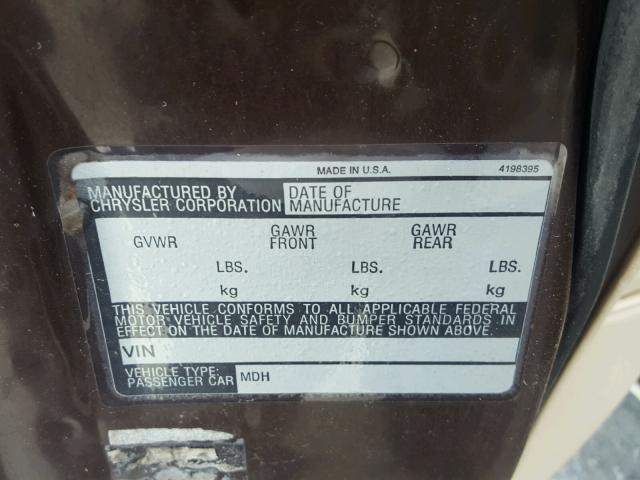 MADE IN U.S.A. 4198395
MANUFACTURED BY DATE OF
CHRYSLER CORPORATION MANUFACTURE
GVWR GAWR FRONT GAWR REAR
LBS. LBS. LBS.
kg kg kg
THIS VEHICLE CONFORMS TO ALL APPLICABLE FEDERAL
MOTOR VEHICLE SAFETY AND BUMPER STANDARDS IN
EFFECT ON THE DATE OF MANUFACTURE SHOWN ABOVE.
VIN
VEHICLE TYPE: MDH
PASSENGER CAR